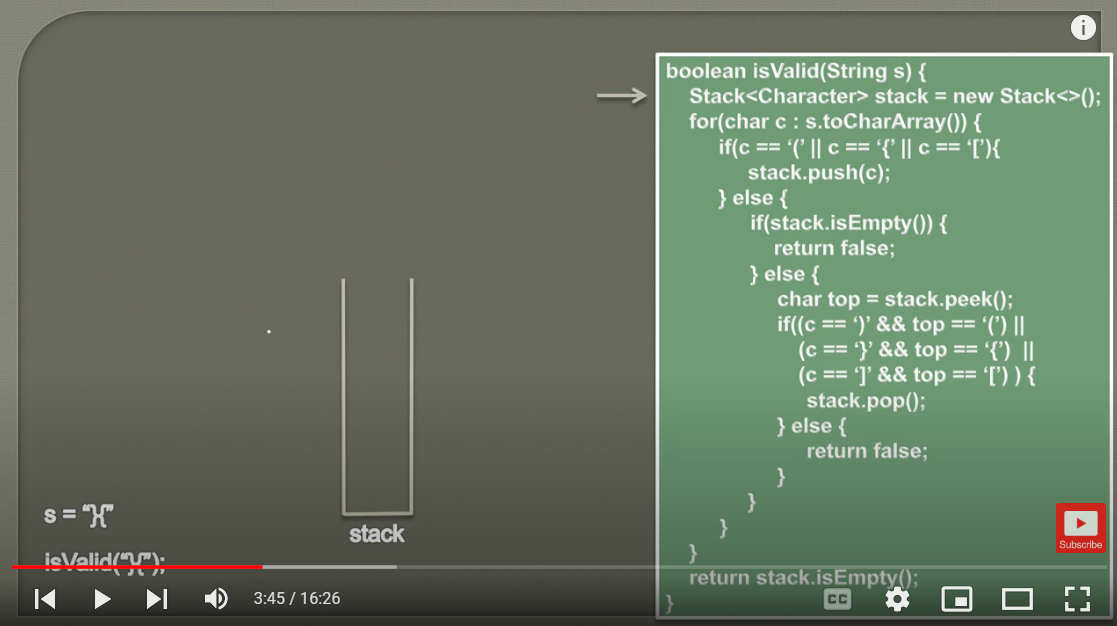 boolean isValid(String s) {
Stack<Character> stack = new Stack<>();
for(char c : s.toCharArray()) {
if(c == ‘(’ || c == ‘{’ || c == ‘[’){
stack.push(c);
} else {
if(stack.isEmpty()) {
return false;
} else {
char top = stack.peek();
if((c == ‘)’ && top == ‘(’) ||
(c == ‘}’ && top == ‘{’) ||
(c == ‘]’ && top == ‘[’) ) {
stack.pop();
} else {
return false;
}
}
}
}
return stack.isEmpty();
}
s = “}{”
stack
isValid(“}{”);
Subscribe
3:45 / 16:26
CC